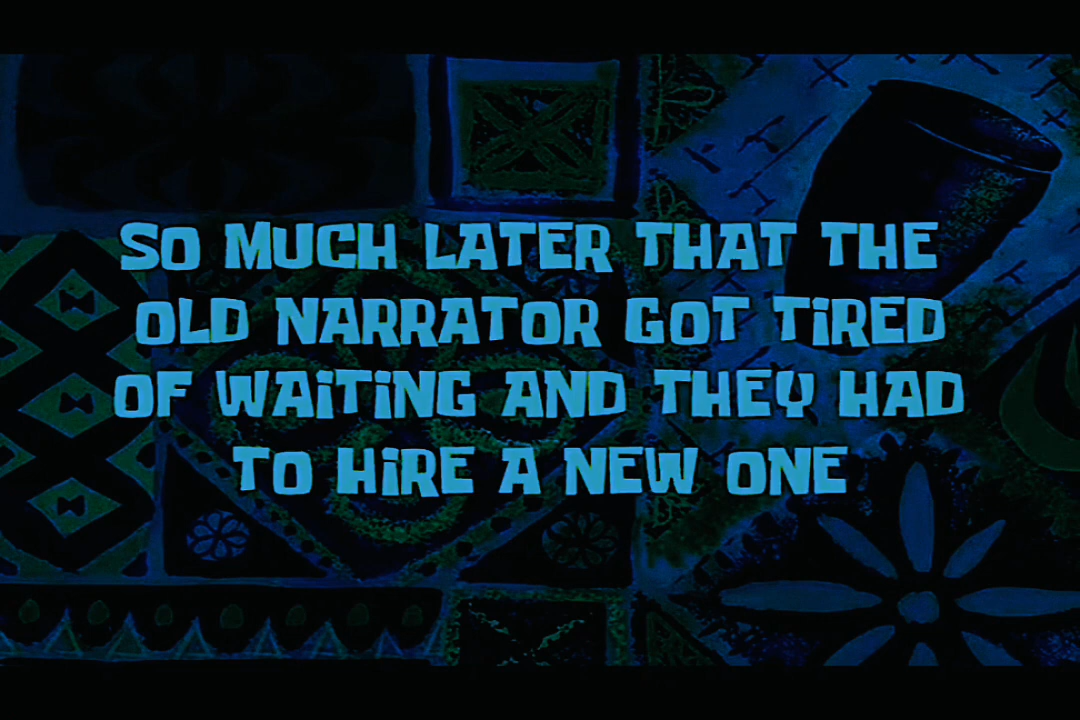 SO MUCH LATER THAT THE
OLD NARRATOR GOT TiRED
OF WAiTiNG AND THEY HAD
TO HiRE A NEW ONE